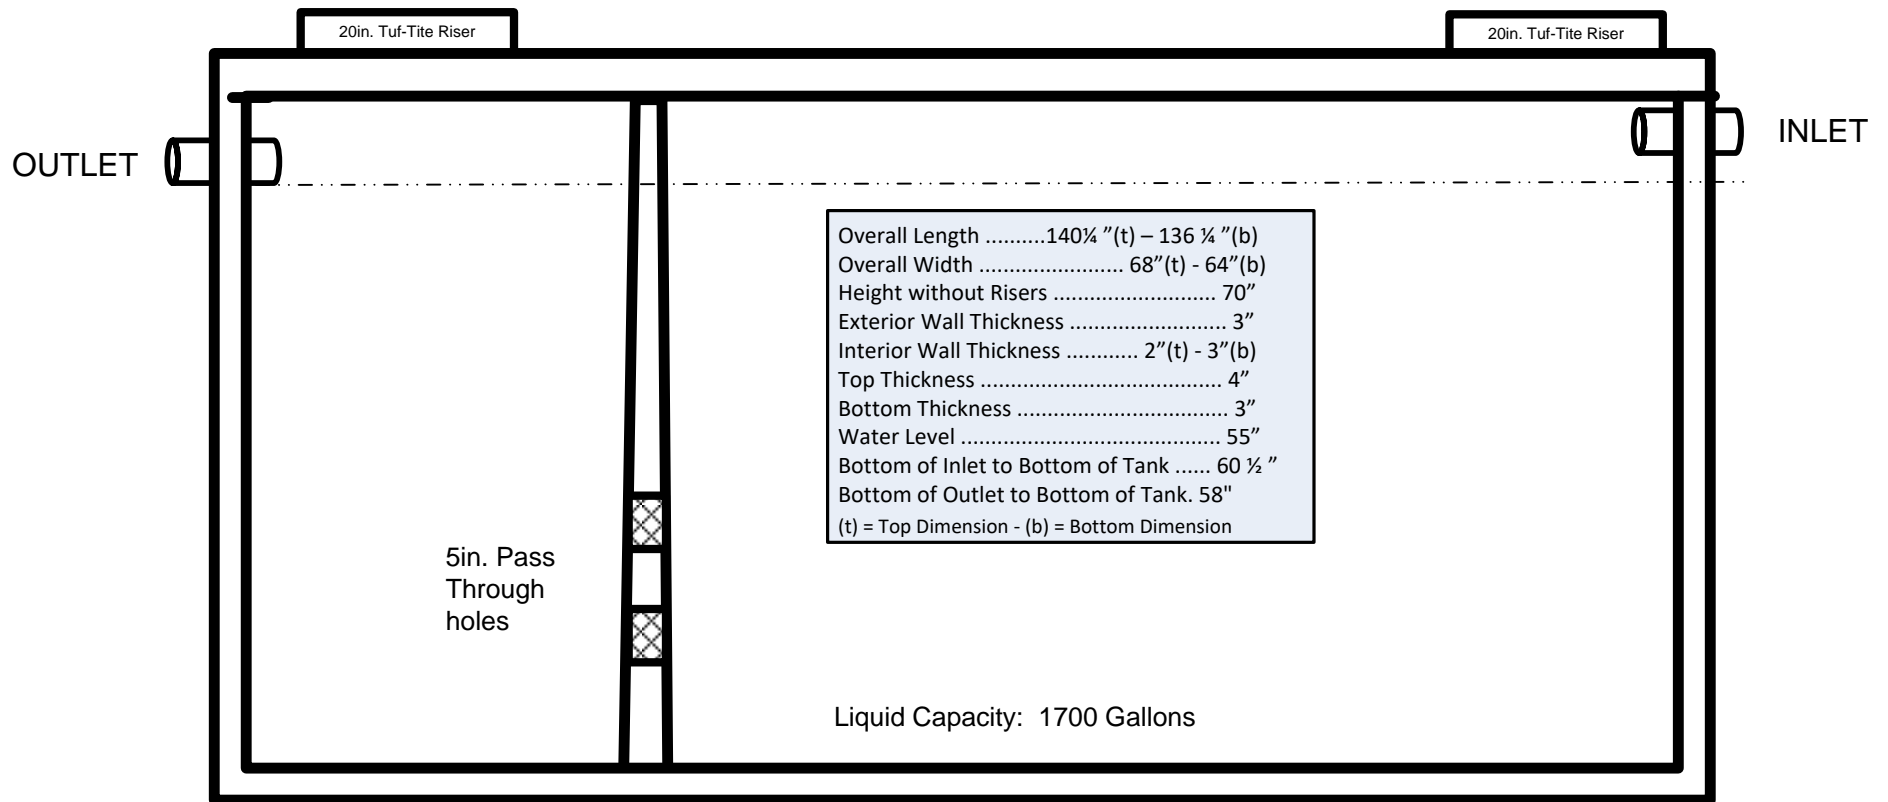 20in. Tuf-Tite Riser
20in. Tuf-Tite Riser
OUTLET
INLET
Overall Length ..........140¼ ”(t) – 136 ¼ ”(b)
Overall Width ........................ 68”(t) - 64”(b)
Height without Risers ........................... 70”
Exterior Wall Thickness .......................... 3”
Interior Wall Thickness ............ 2”(t) - 3”(b)
Top Thickness ........................................ 4”
Bottom Thickness ................................... 3”
Water Level ........................................... 55”
Bottom of Inlet to Bottom of Tank ...... 60 ½ ”
Bottom of Outlet to Bottom of Tank. 58"
(t) = Top Dimension - (b) = Bottom Dimension
5in. Pass
Through
holes
Liquid Capacity:  1700 Gallons